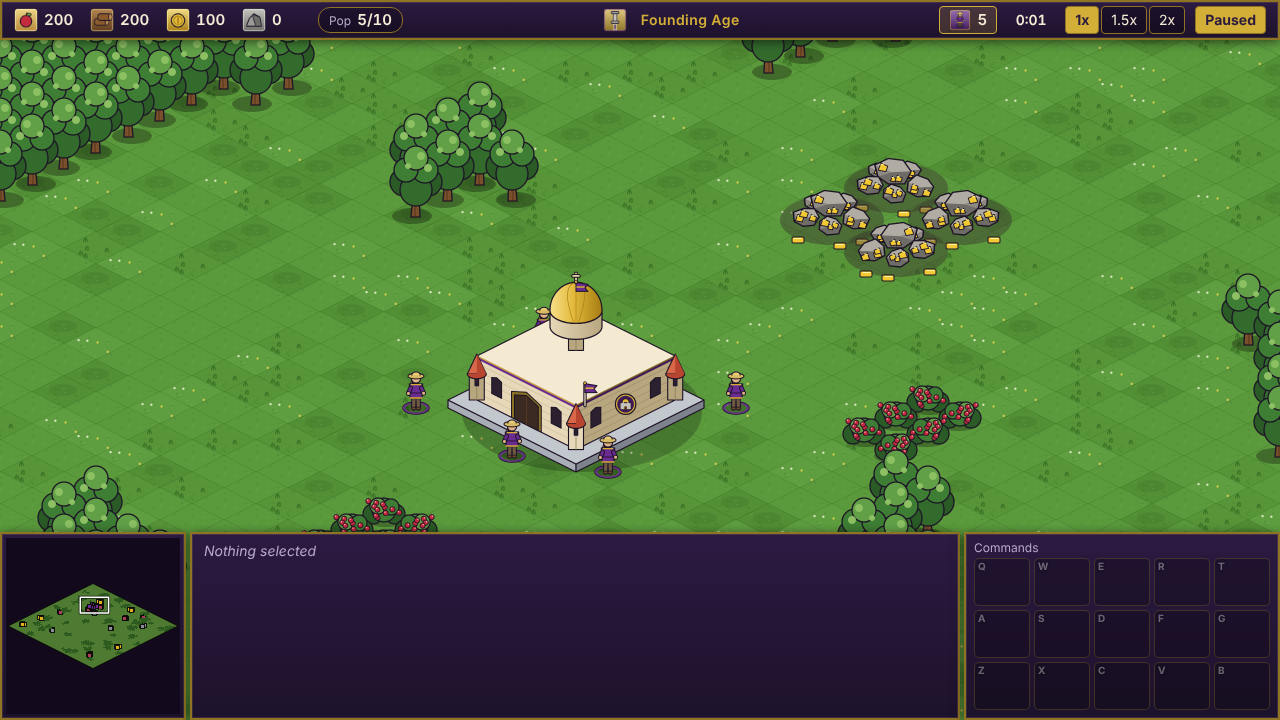 200 200 100 0 Pop 5/10 Founding Age 5 0:01 1x 1.5x 2x Paused
Nothing selected
Commands
Q W E R T
A S D F G
Z X C V B